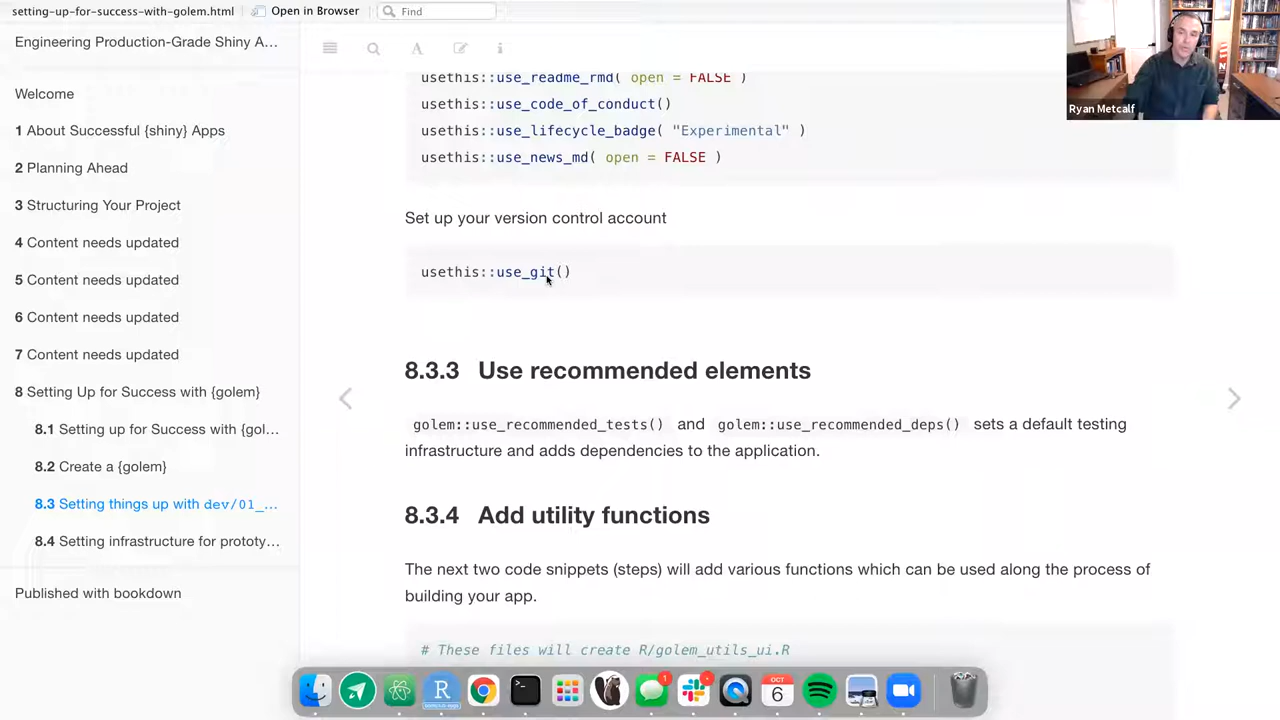 setting-up-for-success-with-golem.html
Open in Browser
Find
Engineering Production-Grade Shiny A...
Welcome
1 About Successful {shiny} Apps
2 Planning Ahead
3 Structuring Your Project
4 Content needs updated
5 Content needs updated
6 Content needs updated
7 Content needs updated
8 Setting Up for Success with {golem}
8.1 Setting up for Success with {gol...
8.2 Create a {golem}
8.3 Setting things up with dev/01_...
8.4 Setting infrastructure for prototy...
Published with bookdown
usethis::use_readme_rmd( open = FALSE )
usethis::use_code_of_conduct()
usethis::use_lifecycle_badge( "Experimental" )
usethis::use_news_md( open = FALSE )
Set up your version control account
usethis::use_git()
8.3.3 Use recommended elements
golem::use_recommended_tests() and golem::use_recommended_deps() sets a default testing
infrastructure and adds dependencies to the application.
8.3.4 Add utility functions
The next two code snippets (steps) will add various functions which can be used along the process of
building your app.
# These files will create R/golem_utils_ui.R
Ryan Metcalf
R
1
OCT
6